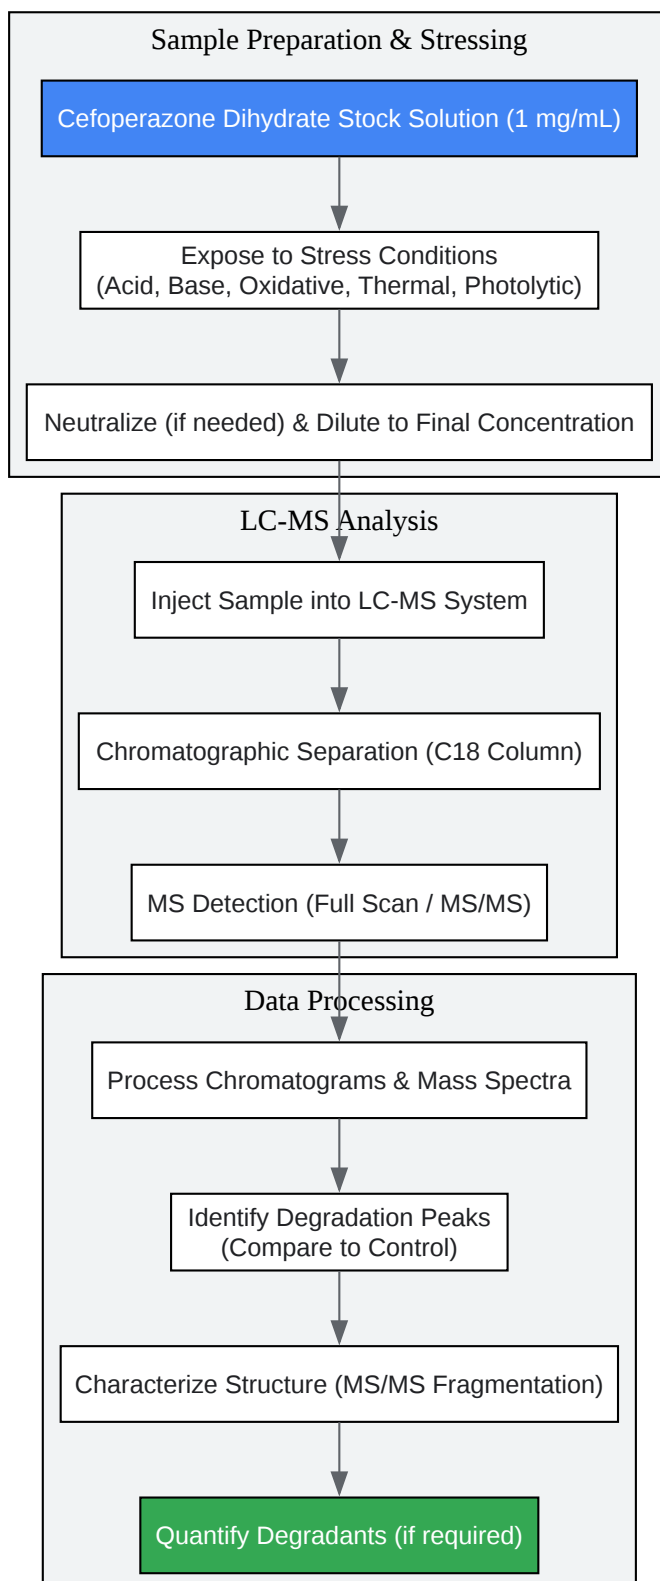 Sample Preparation & Stressing
Cefoperazone Dihydrate Stock Solution (1 mg/mL)
Expose to Stress Conditions
(Acid, Base, Oxidative, Thermal, Photolytic)
Neutralize (if needed) & Dilute to Final Concentration
LC-MS Analysis
Inject Sample into LC-MS System
Chromatographic Separation (C18 Column)
MS Detection (Full Scan / MS/MS)
Data Processing
Process Chromatograms & Mass Spectra
Identify Degradation Peaks
(Compare to Control)
Characterize Structure (MS/MS Fragmentation)
Quantify Degradants (if required)